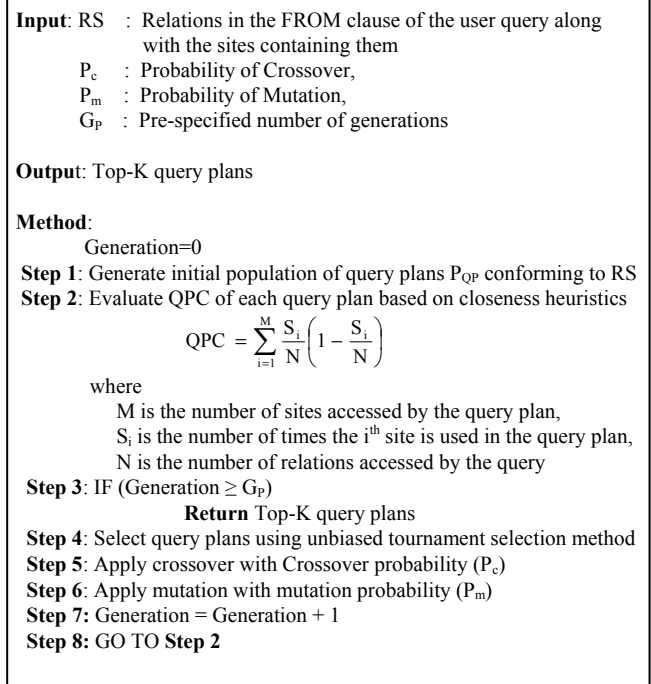 Input: RS : Relations in the FROM clause of the user query along
with the sites containing them
Pc : Probability of Crossover,
Pm : Probability of Mutation,
GP : Pre-specified number of generations
Output: Top-K query plans
Method:
Generation=0
Step 1: Generate initial population of query plans PQP conforming to RS
Step 2: Evaluate QPC of each query plan based on closeness heuristics
QPC = ∑_{i=1}^{M} S_i/N (1 − S_i/N)
where
M is the number of sites accessed by the query plan,
Si is the number of times the ith site is used in the query plan,
N is the number of relations accessed by the query
Step 3: IF (Generation ≥ GP)
Return Top-K query plans
Step 4: Select query plans using unbiased tournament selection method
Step 5: Apply crossover with Crossover probability (Pc)
Step 6: Apply mutation with mutation probability (Pm)
Step 7: Generation = Generation + 1
Step 8: GO TO Step 2